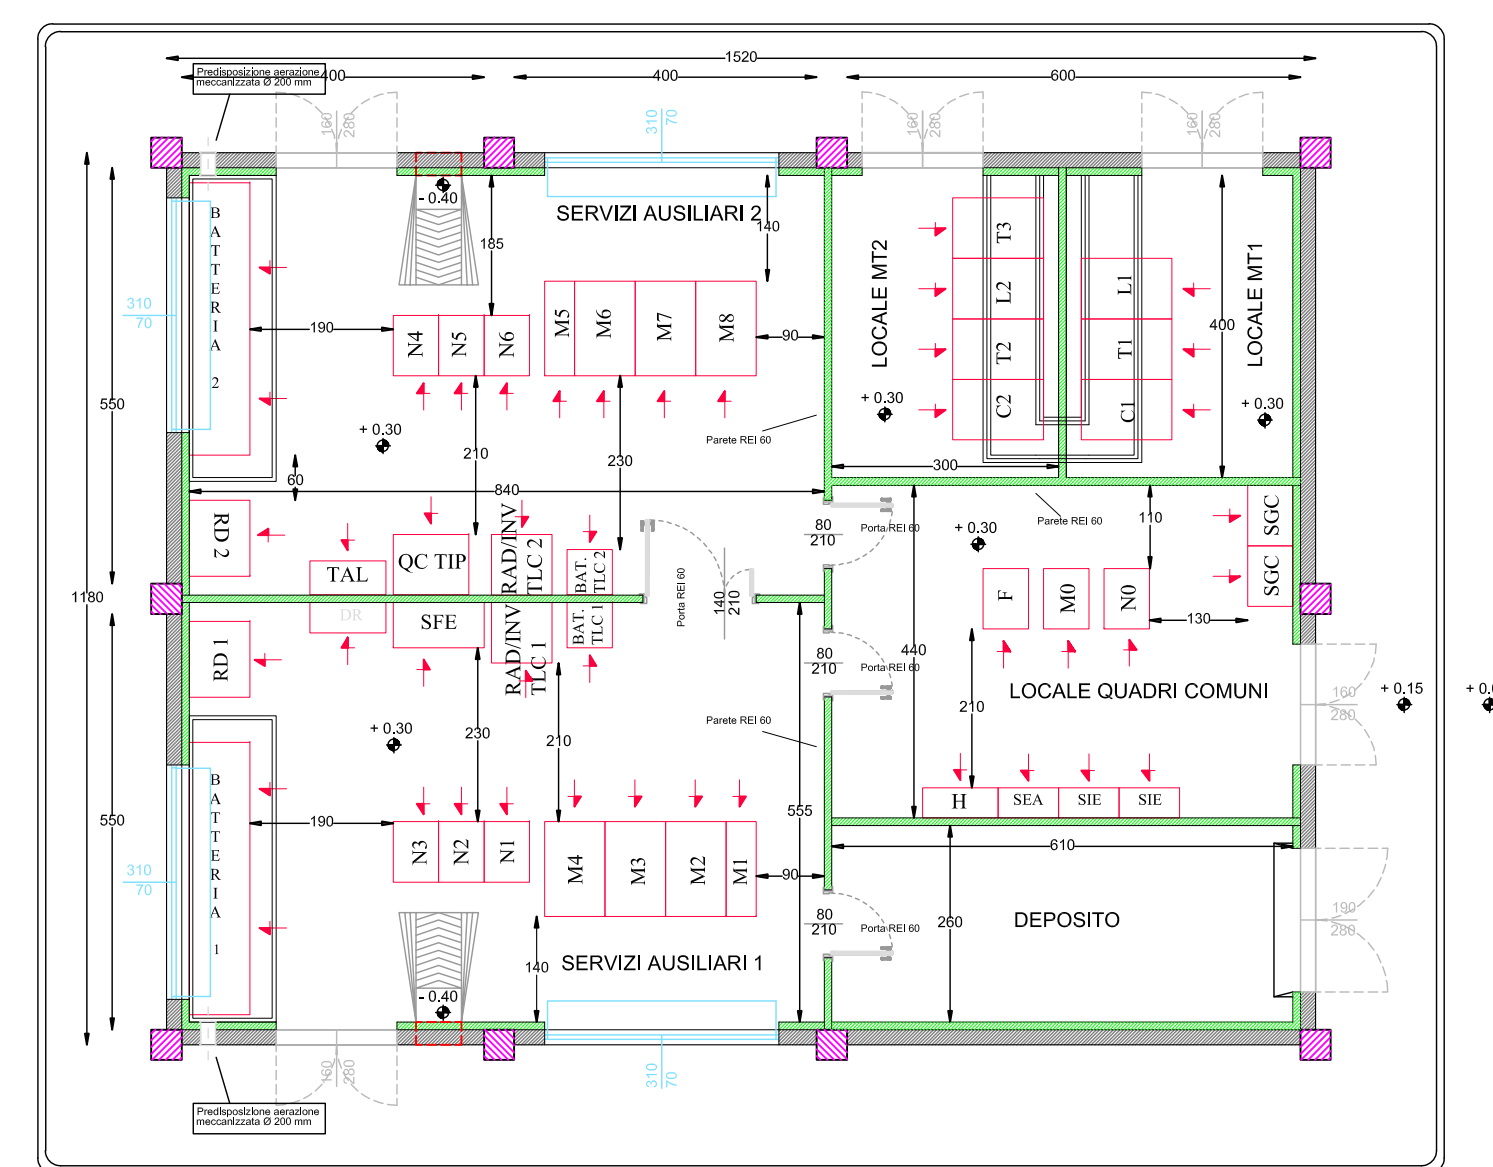 1520
Predisposizione aerazione
meccanizzata Ø 200 mm
400
400
600
160
280
310
70
160
280
160
280
- 0.40
SERVIZI AUSILIARI 2
140
185
BATTERIA 2
310
70
190
N4
N5
N6
M5
M6
M7
M8
90
LOCALE MT2
T3
L2
T2
C2
L1
T1
C1
400
LOCALE MT1
+ 0.30
+ 0.30
+ 0.30
550
210
230
Parete REI 60
300
60
840
RD 2
TAL
QC TIP
RAD/INV
TLC 2
BAT.
TLC 2
80
210
Porta REI 60
+ 0.30
Parete REI 60
110
SGC
SGC
1180
DR
SFE
RAD/INV
TLC 1
BAT.
TLC 1
Porta REI 60
140
210
F
M0
N0
130
RD 1
80
210
Porta REI 60
440
LOCALE QUADRI COMUNI
160
280
+ 0.15
+ 0.30
230
210
Parete REI 60
210
H
SEA
SIE
SIE
BATTERIA 1
550
310
70
190
N3
N2
N1
M4
M3
M2
M1
90
555
610
80
210
Porta REI 60
260
DEPOSITO
190
280
140
SERVIZI AUSILIARI 1
- 0.40
160
280
310
70
Predisposizione aerazione
meccanizzata Ø 200 mm